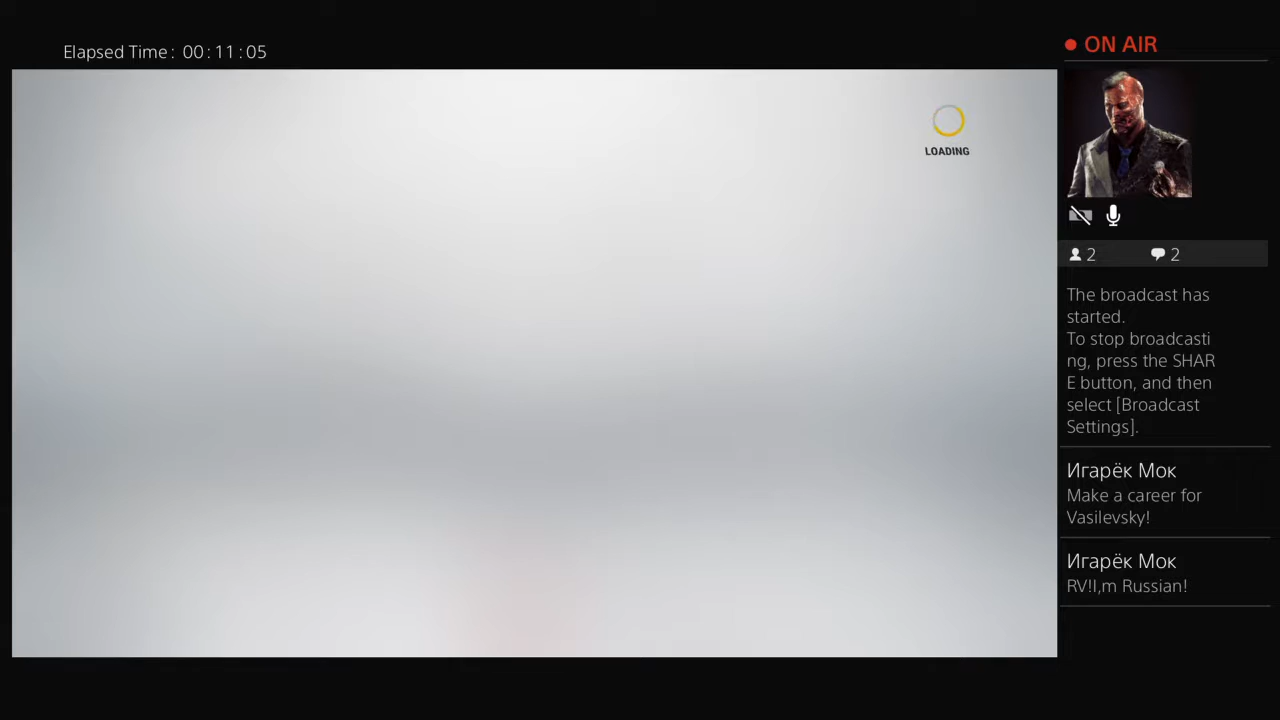 Elapsed Time: 00:11:05
ON AIR
LOADING
2 2
The broadcast has
started.
To stop broadcasti
ng, press the SHAR
E button, and then
select [Broadcast
Settings].
Игарёк Мок
Make a career for
Vasilevsky!
Игарёк Мок
RV!I,m Russian!